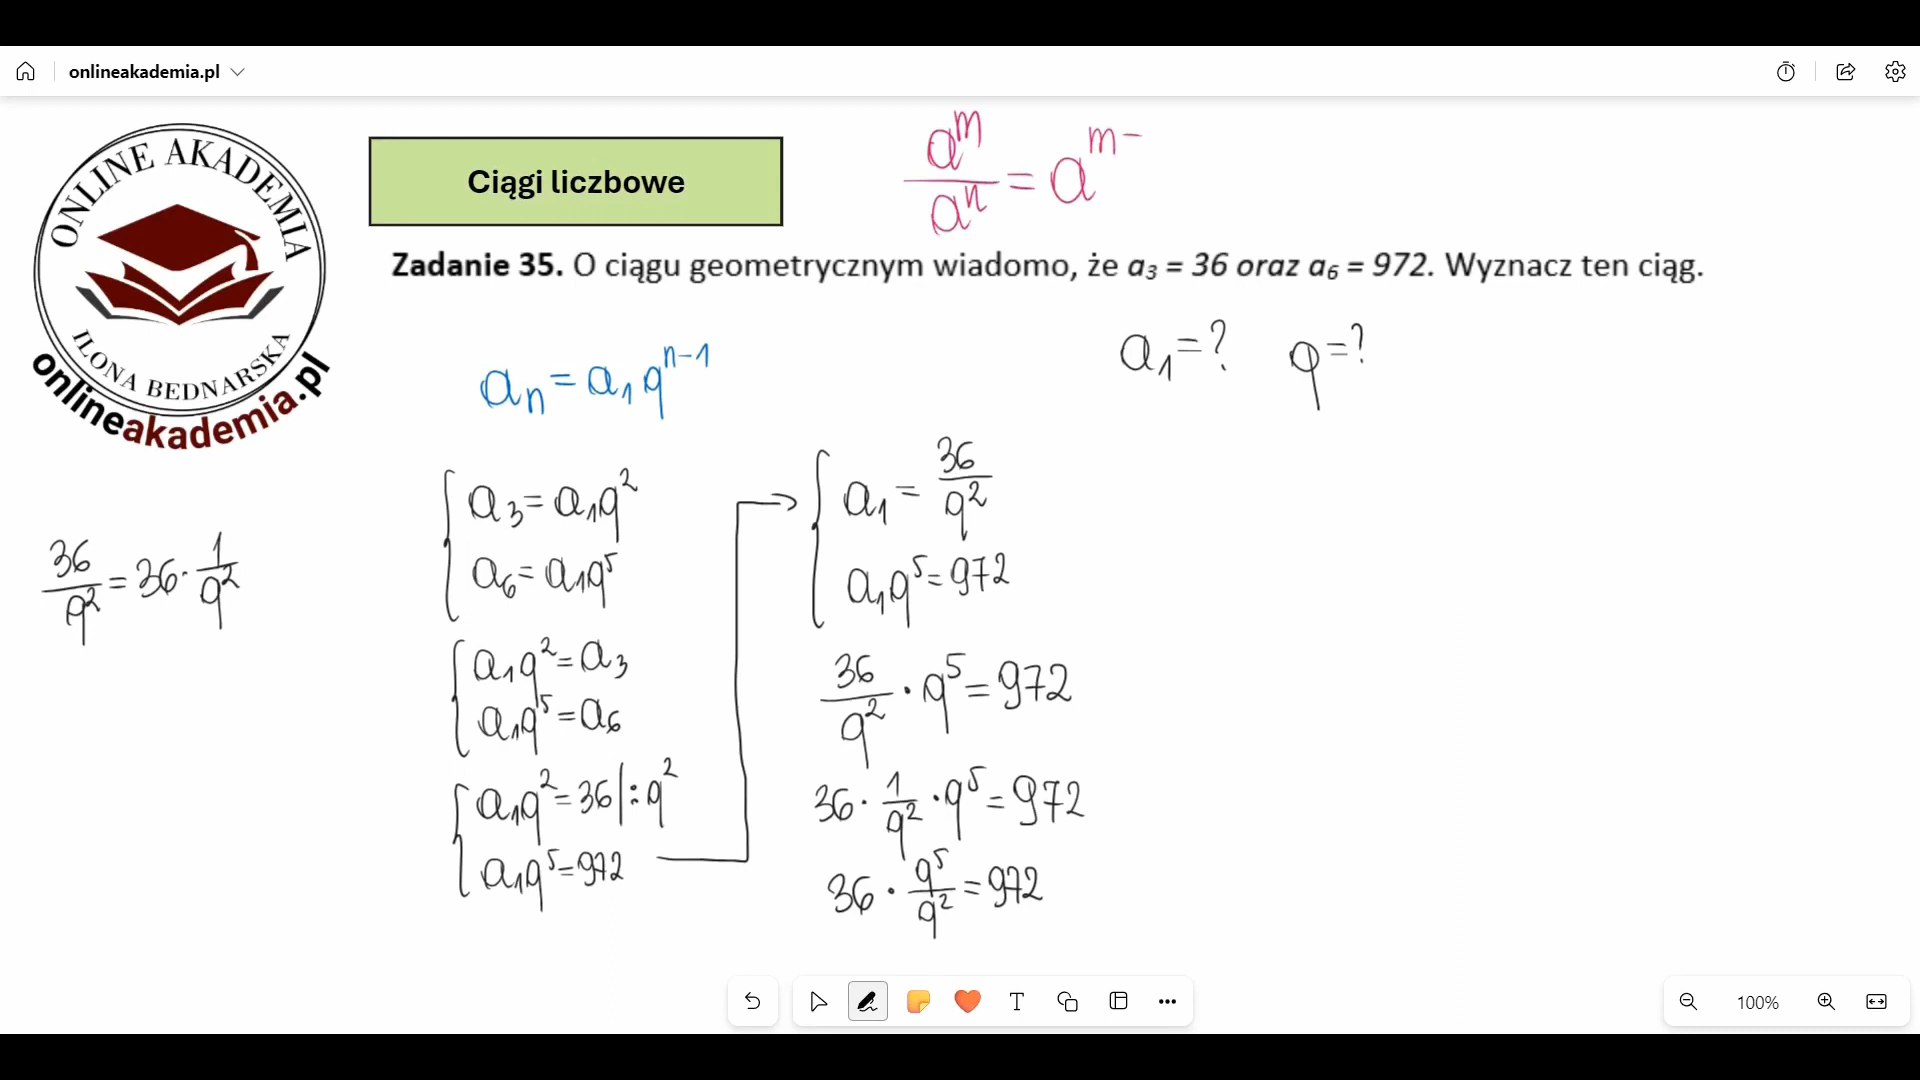 onlineakademia.pl
ONLINE AKADEMIA
ILONA BEDNARSKA
onlineakademia.pl
Ciągi liczbowe
a^m/a^n = a^(m-
Zadanie 35. O ciągu geometrycznym wiadomo, że a₃ = 36 oraz a₆ = 972. Wyznacz ten ciąg.
a₁=? q=?
aₙ = a₁q^(n-1)
36/q² = 36 · 1/q²
a₃ = a₁q²
a₆ = a₁q⁵
a₁q² = a₃
a₁q⁵ = a₆
a₁q² = 36 |:q²
a₁q⁵ = 972
a₁ = 36/q²
a₁q⁵ = 972
36/q² · q⁵ = 972
36 · 1/q² · q⁵ = 972
36 · q⁵/q² = 972
100%